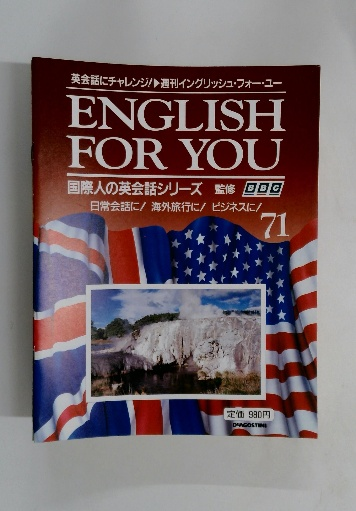 英会話にチャレンジ!▶週刊イングリッシュ・フォー・ユー
ENGLISH
FOR YOU
国際人の英会話シリーズ 監修 BBC
日常会話に! 海外旅行に! ビジネスに!
71
定価 980円
DEAGOSTINI